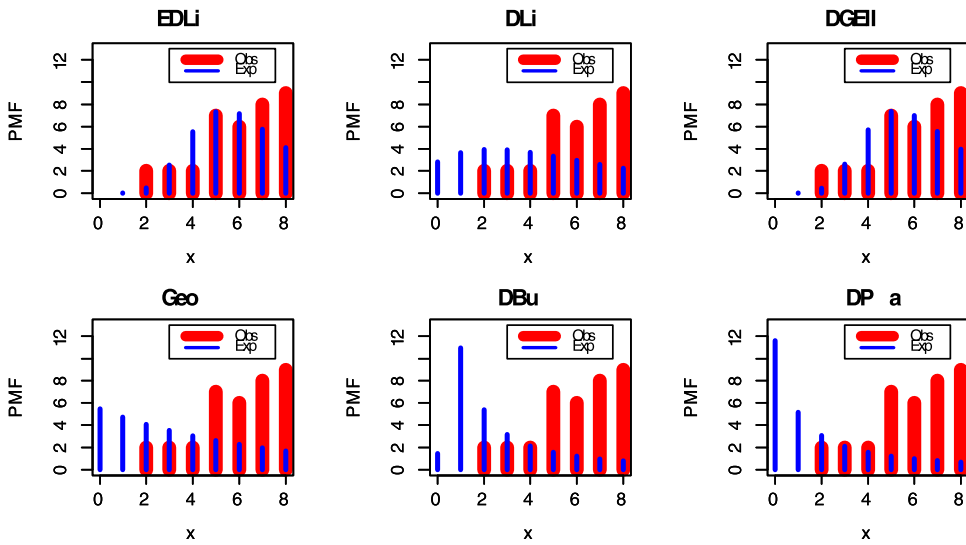 EDLi DLi DGEII
Obs Obs Obs
Exp Exp Exp
PMF PMF PMF
12 12 12
8 8 8
6 6 6
4 4 4
2 2 2
0 0 0
0 2 4 6 8 0 2 4 6 8 0 2 4 6 8
x x x
Geo DBu DP a
Obs Obs Obs
Exp Exp Exp
PMF PMF PMF
12 12 12
8 8 8
6 6 6
4 4 4
2 2 2
0 0 0
0 2 4 6 8 0 2 4 6 8 0 2 4 6 8
x x x